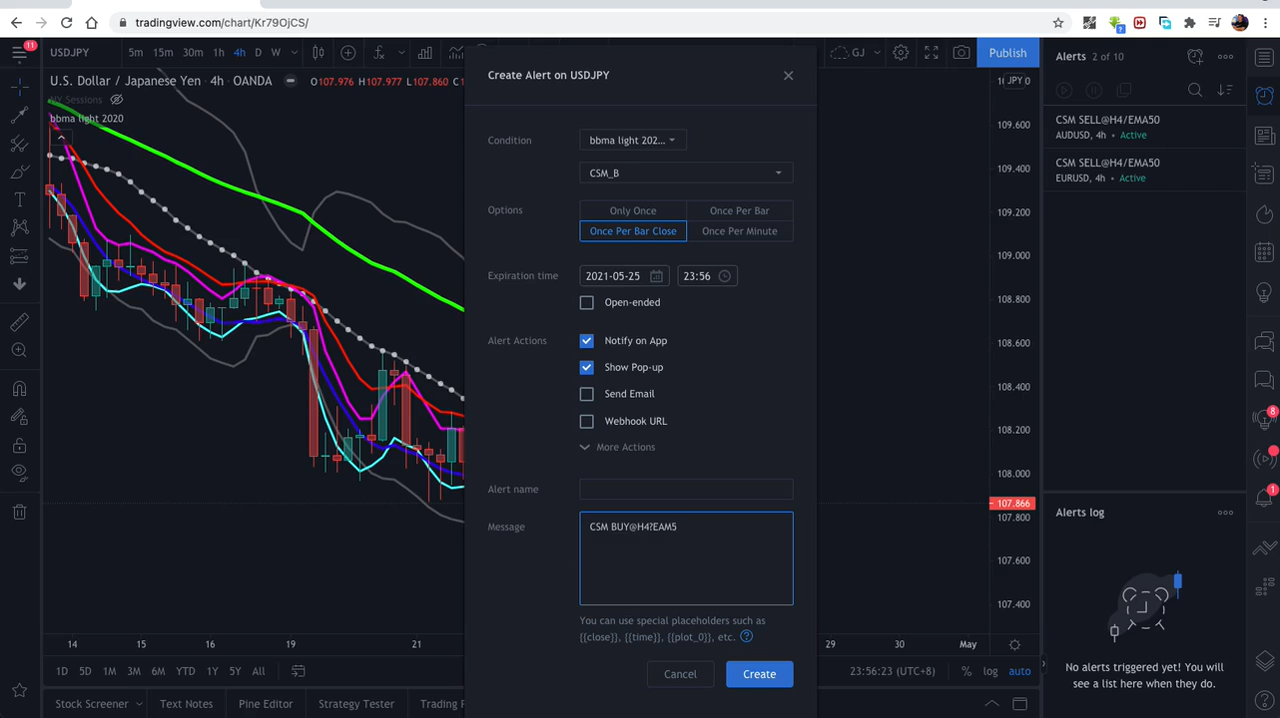 tradingview.com/chart/Kr79OjCS/
11
USDJPY
5m 15m 30m 1h 4h D W
GJ
Publish
Alerts 2 of 10
U.S. Dollar / Japanese Yen · 4h · OANDA
O107.976 H107.977 L107.860 C1
NY Sessions
bbma light 2020
JPY
109.600
109.400
109.200
109.000
108.800
108.600
108.400
108.200
108.000
107.866
107.800
107.600
107.400
CSM SELL@H4/EMA50
AUDUSD, 4h • Active
CSM SELL@H4/EMA50
EURUSD, 4h • Active
Create Alert on USDJPY
Condition
bbma light 202...
CSM_B
Options
Only Once
Once Per Bar
Once Per Bar Close
Once Per Minute
Expiration time
2021-05-25
23:56
Open-ended
Alert Actions
Notify on App
Show Pop-up
Send Email
Webhook URL
More Actions
Alert name
Message
CSM BUY@H4?EAM5
You can use special placeholders such as
{{close}}, {{time}}, {{plot_0}}, etc.
Cancel
Create
8
1
Alerts log
No alerts triggered yet! You will
see a list here when they do.
14 15 16 19 21 29 30 May
1D 5D 1M 3M 6M YTD 1Y 5Y All
23:56:23 (UTC+8) % log auto
Stock Screener Text Notes Pine Editor Strategy Tester Trading